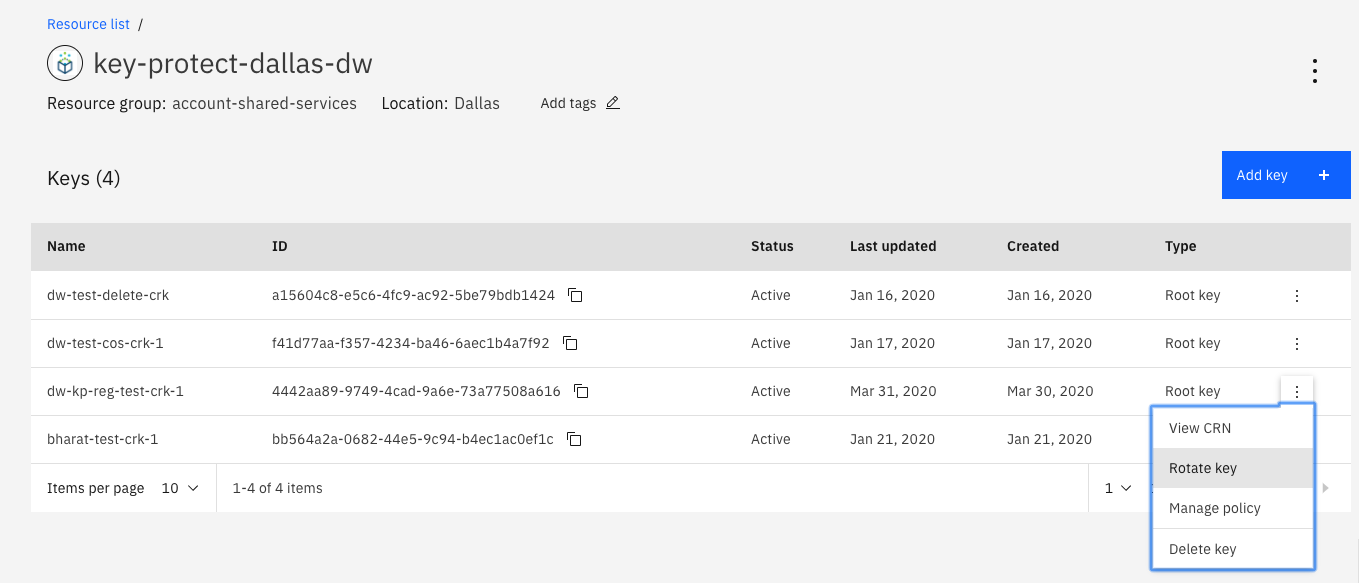 Resource list /
key-protect-dallas-dw
Resource group: account-shared-services Location: Dallas Add tags
Keys (4)
Add key +
Name ID Status Last updated Created Type
dw-test-delete-crk a15604c8-e5c6-4fc9-ac92-5be79bdb1424 Active Jan 16, 2020 Jan 16, 2020 Root key
dw-test-cos-crk-1 f41d77aa-f357-4234-ba46-6aec1b4a7f92 Active Jan 17, 2020 Jan 17, 2020 Root key
dw-kp-reg-test-crk-1 4442aa89-9749-4cad-9a6e-73a77508a616 Active Mar 31, 2020 Mar 30, 2020 Root key
bharat-test-crk-1 bb564a2a-0682-44e5-9c94-b4ec1ac0ef1c Active Jan 21, 2020 Jan 21, 2020
Items per page 10 1-4 of 4 items 1
View CRN
Rotate key
Manage policy
Delete key